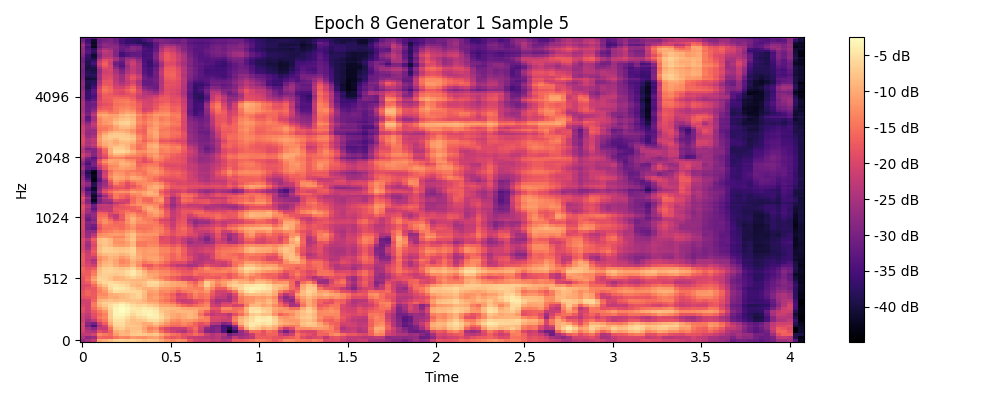 Epoch 8 Generator 1 Sample 5
Hz
4096
2048
1024
512
0
0 0.5 1 1.5 2 2.5 3 3.5 4
Time
-5 dB
-10 dB
-15 dB
-20 dB
-25 dB
-30 dB
-35 dB
-40 dB